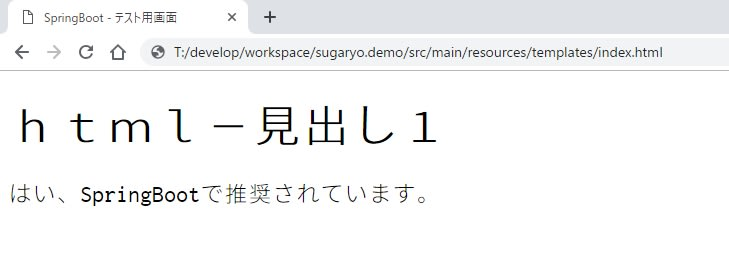 SpringBoot - テスト用画面
T:/develop/workspace/sugaryo.demo/src/main/resources/templates/index.html
ｈｔｍｌ－見出し１
はい、SpringBootで推奨されています。